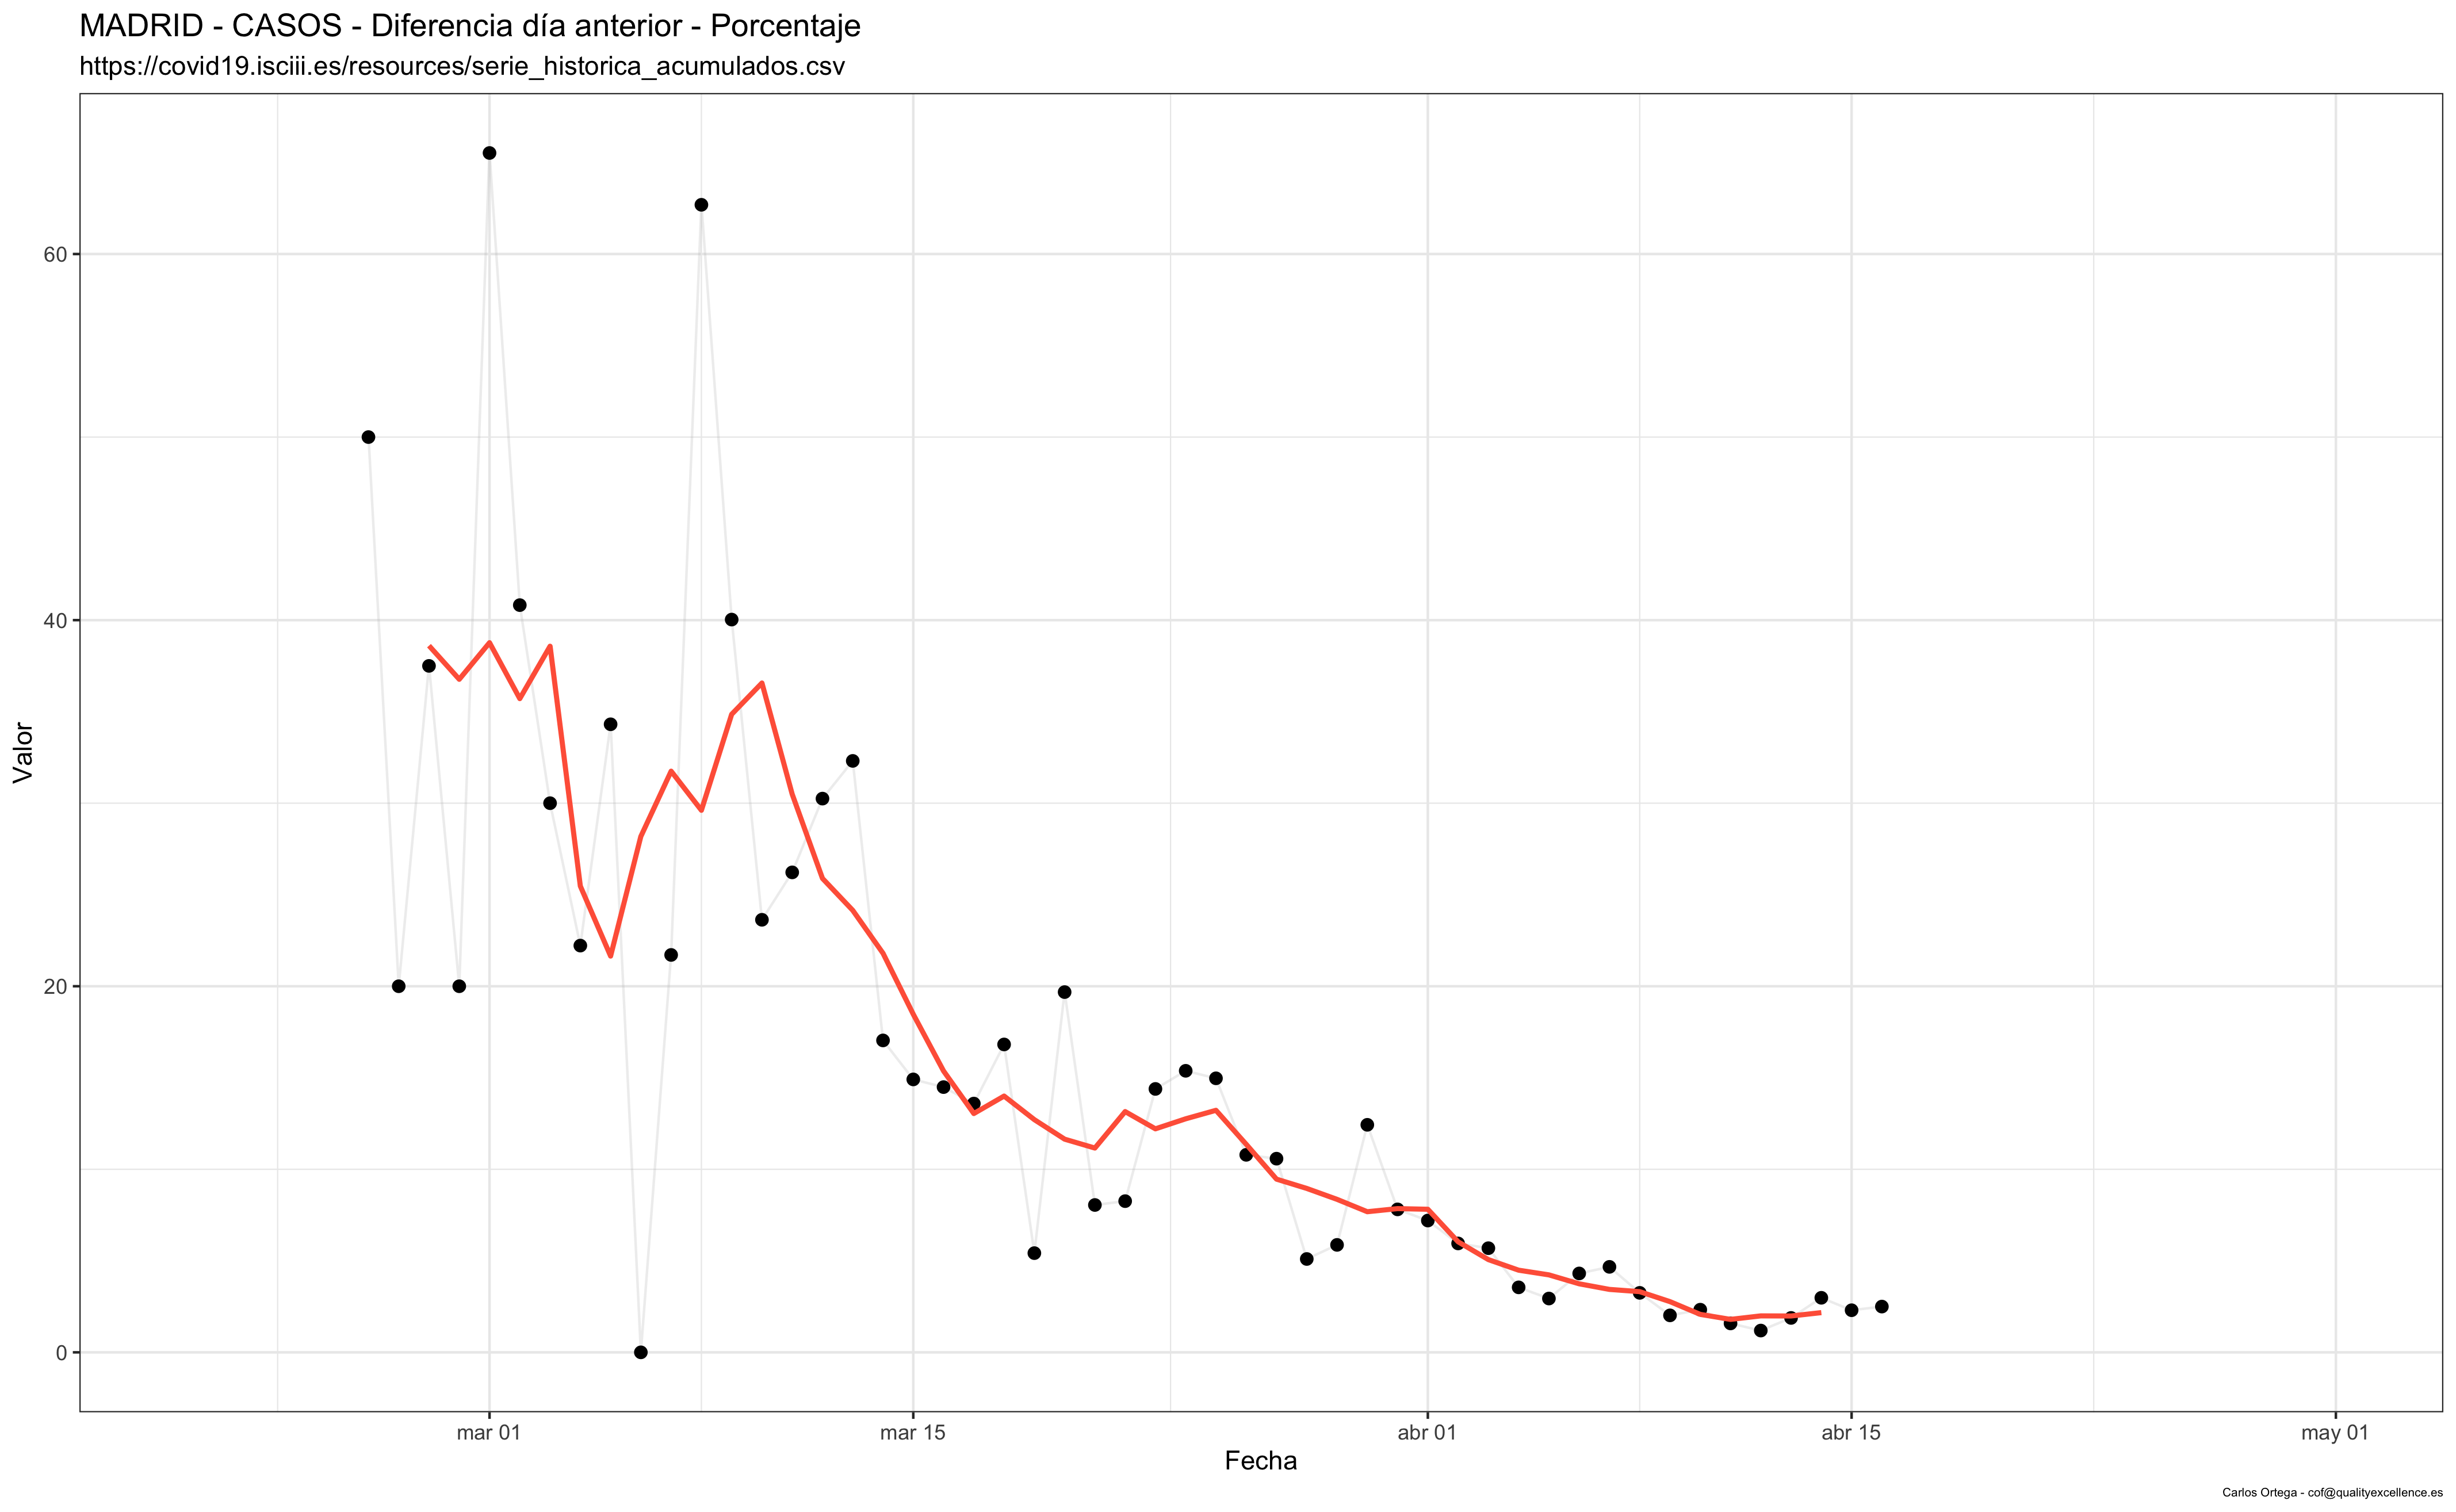 MADRID - CASOS - Diferencia día anterior - Porcentaje
https://covid19.isciii.es/resources/serie_historica_acumulados.csv
60
40
20
0
Valor
mar 01
mar 15
abr 01
abr 15
may 01
Fecha
Carlos Ortega - cof@qualityexcellence.es